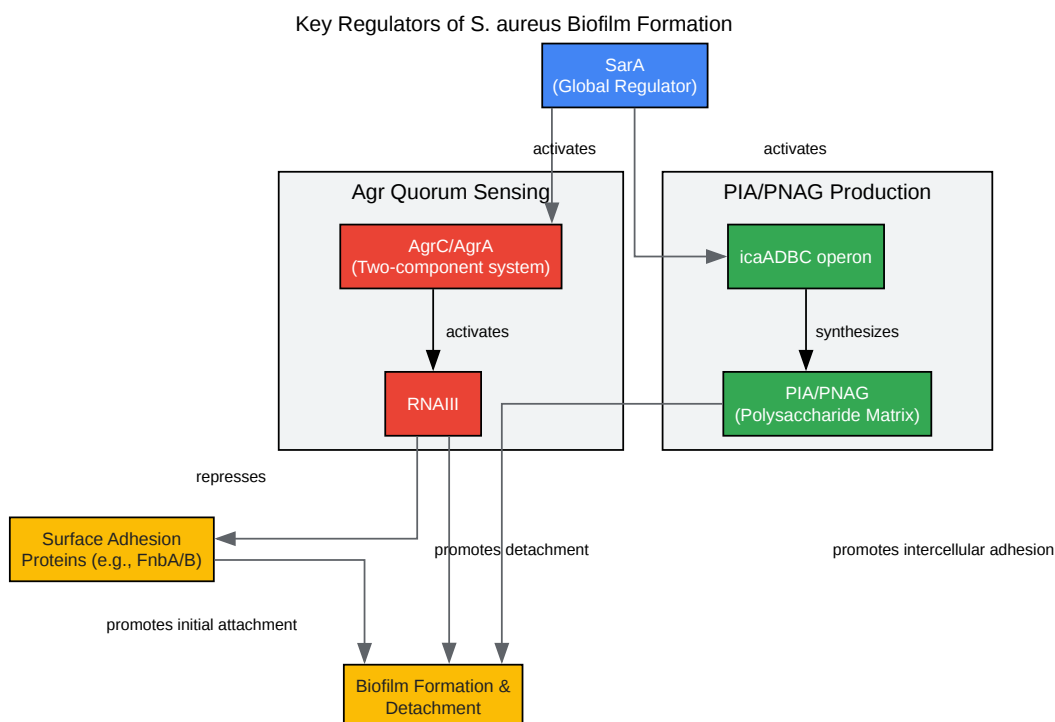 Key Regulators of S. aureus Biofilm Formation
SarA
(Global Regulator)
activates
activates
Agr Quorum Sensing
PIA/PNAG Production
AgrC/AgrA
(Two-component system)
icaADBC operon
activates
synthesizes
RNAIII
PIA/PNAG
(Polysaccharide Matrix)
represses
Surface Adhesion
Proteins (e.g., FnbA/B)
promotes detachment
promotes intercellular adhesion
promotes initial attachment
Biofilm Formation &
Detachment